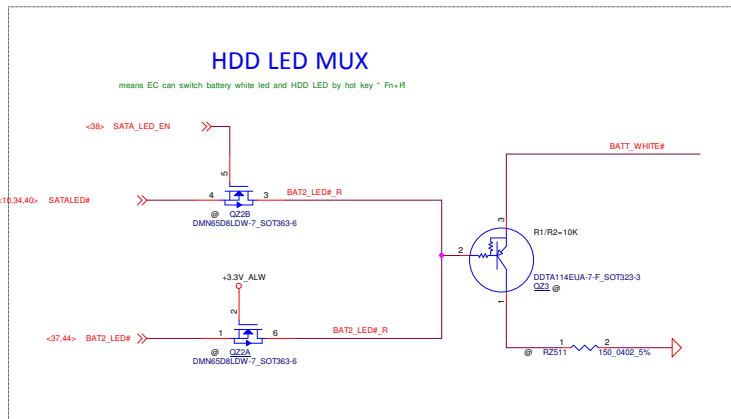 HDD LED MUX
means EC can switch battery white led and HDD LED by hot key " Fn+H"
<38> SATA_LED_EN
BATT_WHITE#
5
<10,34,40> SATALED#
4
3
BAT2_LED#_R
@ QZ2B
DMN65D8LDW-7_SOT363-6
3
R1/R2=10K
2
+3.3V_ALW
DDTA114EUA-7-F_SOT323-3
QZ3 @
2
1
<37,44> BAT2_LED#
1
6
BAT2_LED#_R
@ QZ2A
DMN65D8LDW-7_SOT363-6
1
2
@ RZ511 150_0402_5%